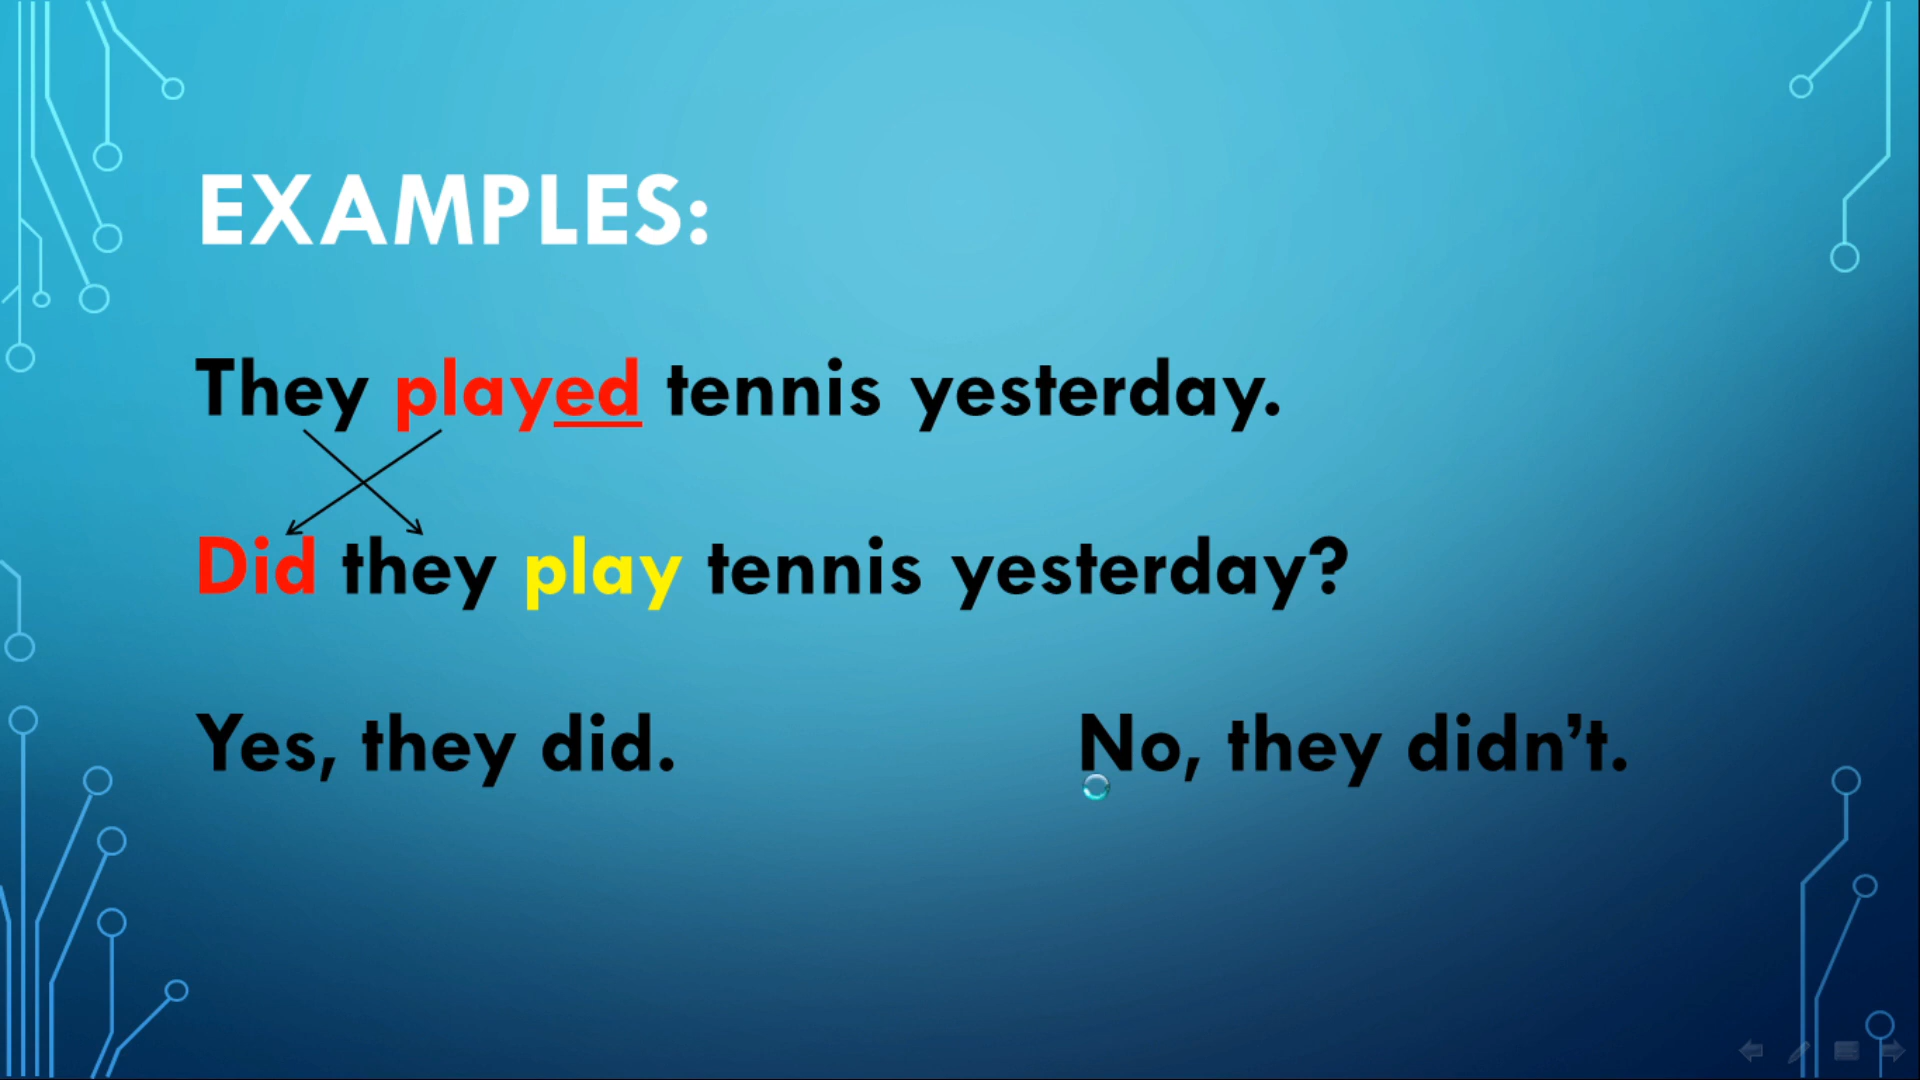 EXAMPLES:
They played tennis yesterday.
Did they play tennis yesterday?
Yes, they did. No, they didn’t.